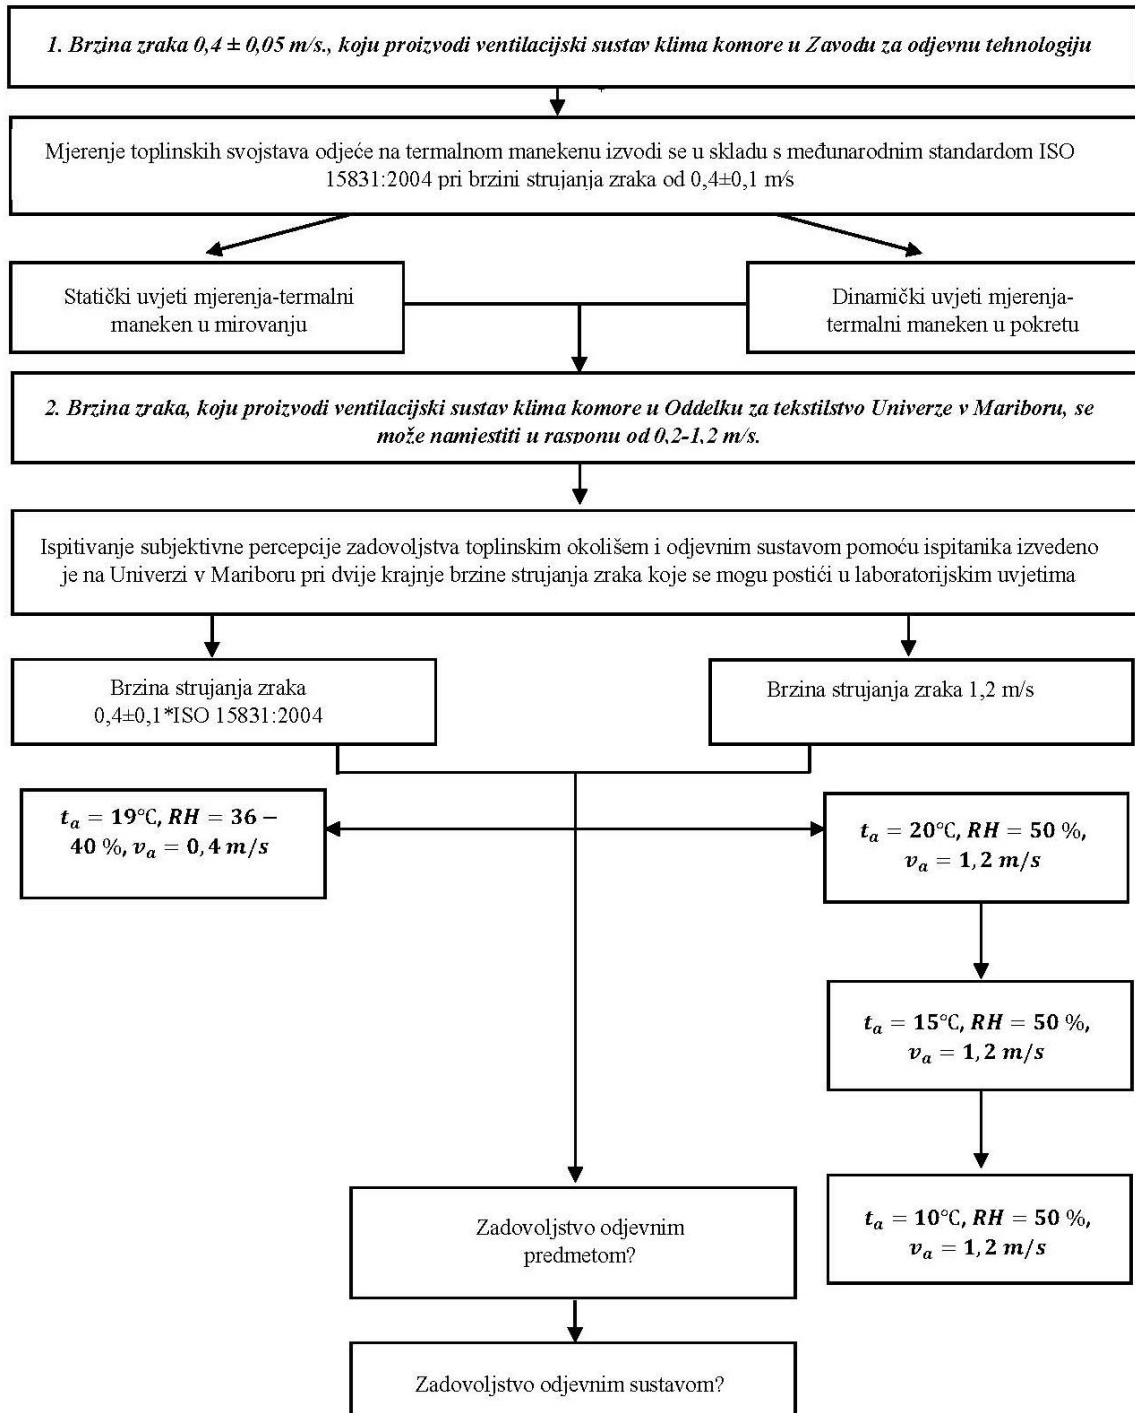 1. Brzina zraka 0,4 ± 0,05 m/s., koju proizvodi ventilacijski sustav klima komore u Zavodu za odjevnu tehnologiju
Mjerenje toplinskih svojstava odjeće na termalnom manekenu izvodi se u skladu s međunarodnim standardom ISO
15831:2004 pri brzini strujanja zraka od 0,4±0,1 m/s
Statički uvjeti mjerenja-termalni
maneken u mirovanju
Dinamički uvjeti mjerenja-
termalni maneken u pokretu
2. Brzina zraka, koju proizvodi ventilacijski sustav klima komore u Oddelku za tekstilstvo Univerze v Mariboru, se
može namjestiti u rasponu od 0,2-1,2 m/s.
Ispitivanje subjektivne percepcije zadovoljstva toplinskim okolišem i odjevnim sustavom pomoću ispitanika izvedeno
je na Univerzi v Mariboru pri dvije krajnje brzine strujanja zraka koje se mogu postići u laboratorijskim uvjetima
Brzina strujanja zraka
0,4±0,1*ISO 15831:2004
Brzina strujanja zraka 1,2 m/s
t_a = 19°C, RH = 36 –
40 %, v_a = 0,4 m/s
t_a = 20°C, RH = 50 %,
v_a = 1,2 m/s
t_a = 15°C, RH = 50 %,
v_a = 1,2 m/s
t_a = 10°C, RH = 50 %,
v_a = 1,2 m/s
Zadovoljstvo odjevnim
predmetom?
Zadovoljstvo odjevnim sustavom?